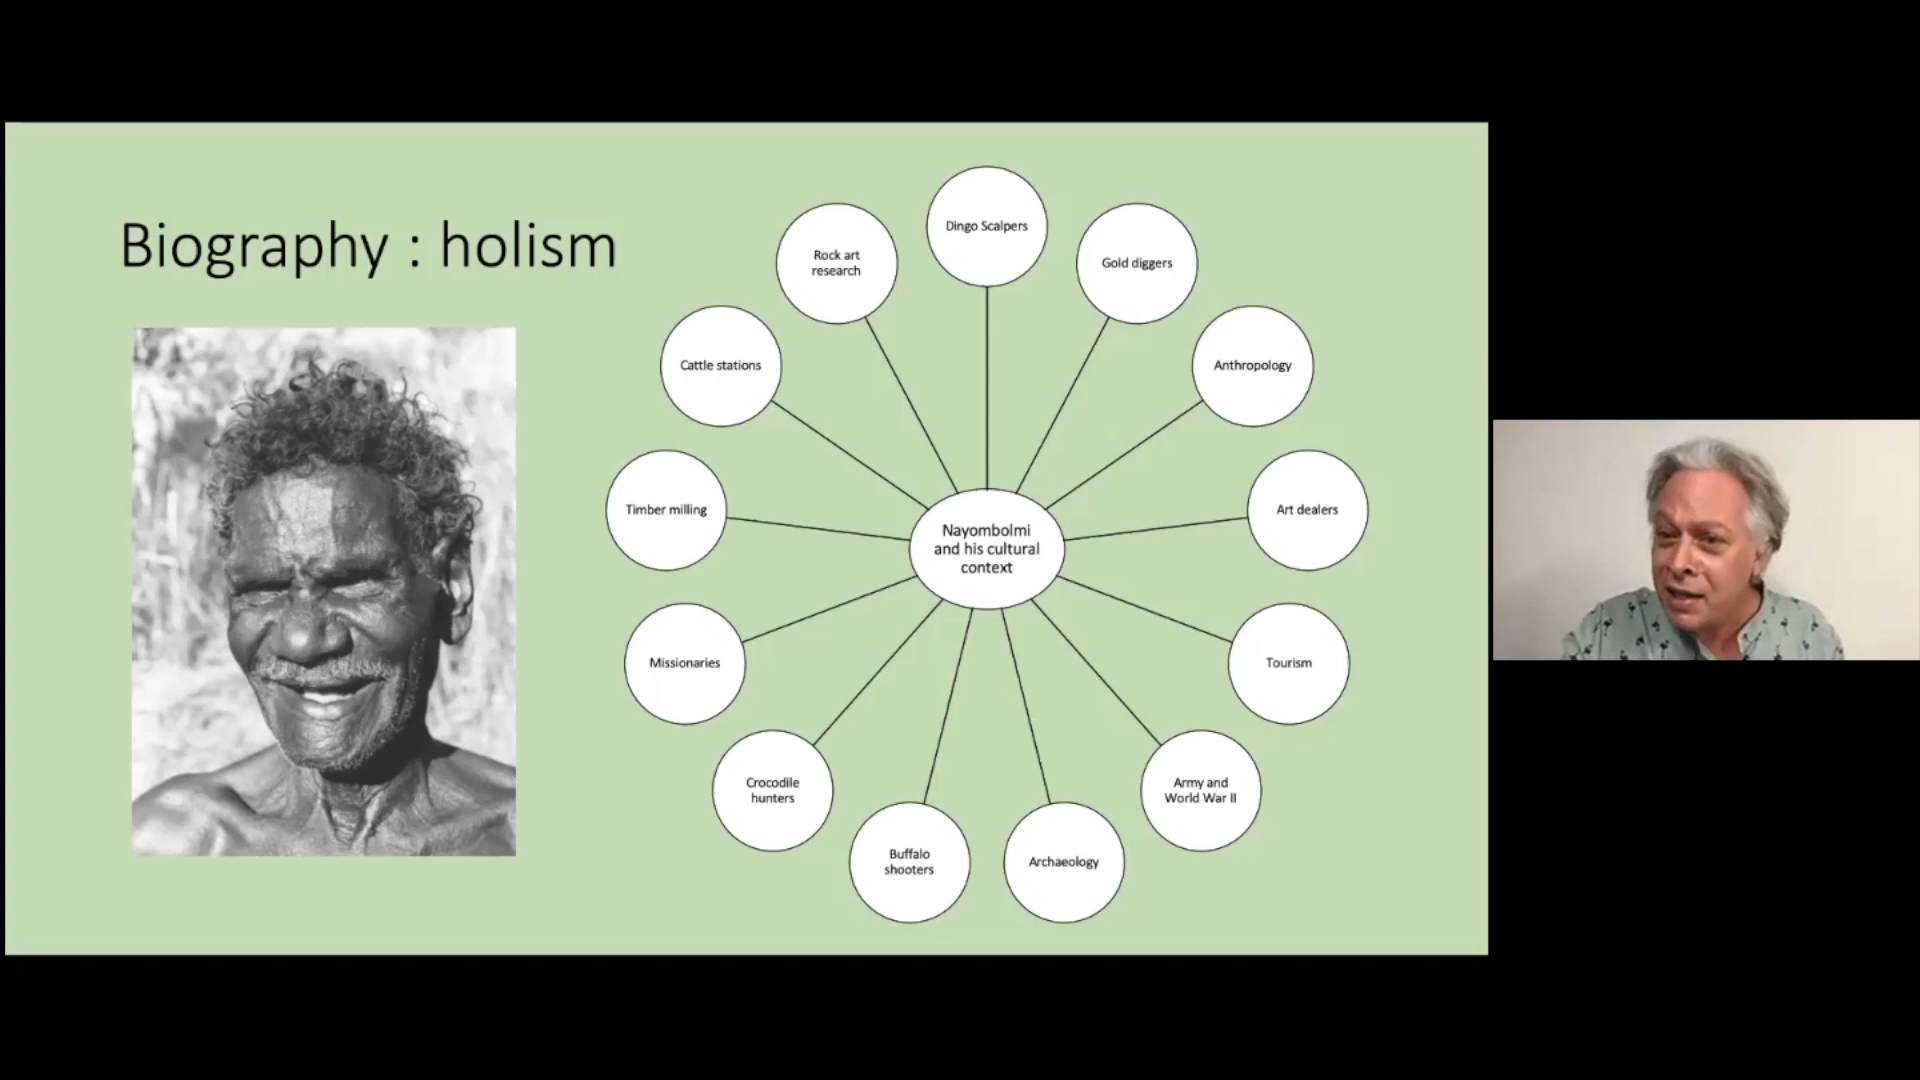 Biography : holism
Dingo Scalpers
Gold diggers
Anthropology
Art dealers
Tourism
Army and
World War II
Archaeology
Buffalo
shooters
Crocodile
hunters
Missionaries
Timber milling
Cattle stations
Rock art
research
Nayombolmi
and his cultural
context